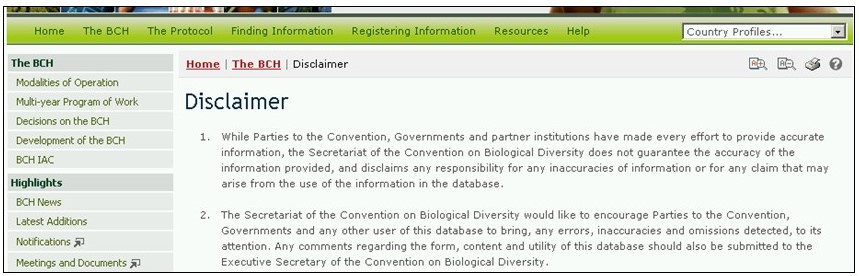 Home The BCH The Protocol Finding Information Registering Information Resources Help Country Profiles...
The BCH
Modalities of Operation
Multi-year Program of Work
Decisions on the BCH
Development of the BCH
BCH IAC
Highlights
BCH News
Latest Additions
Notifications
Meetings and Documents
Home | The BCH | Disclaimer
Disclaimer
1. While Parties to the Convention, Governments and partner institutions have made every effort to provide accurate
information, the Secretariat of the Convention on Biological Diversity does not guarantee the accuracy of the
information provided, and disclaims any responsibility for any inaccuracies of information or for any claim that may
arise from the use of the information in the database.
2. The Secretariat of the Convention on Biological Diversity would like to encourage Parties to the Convention,
Governments and any other user of this database to bring, any errors, inaccuracies and omissions detected, to its
attention. Any comments regarding the form, content and utility of this database should also be submitted to the
Executive Secretary of the Convention on Biological Diversity.